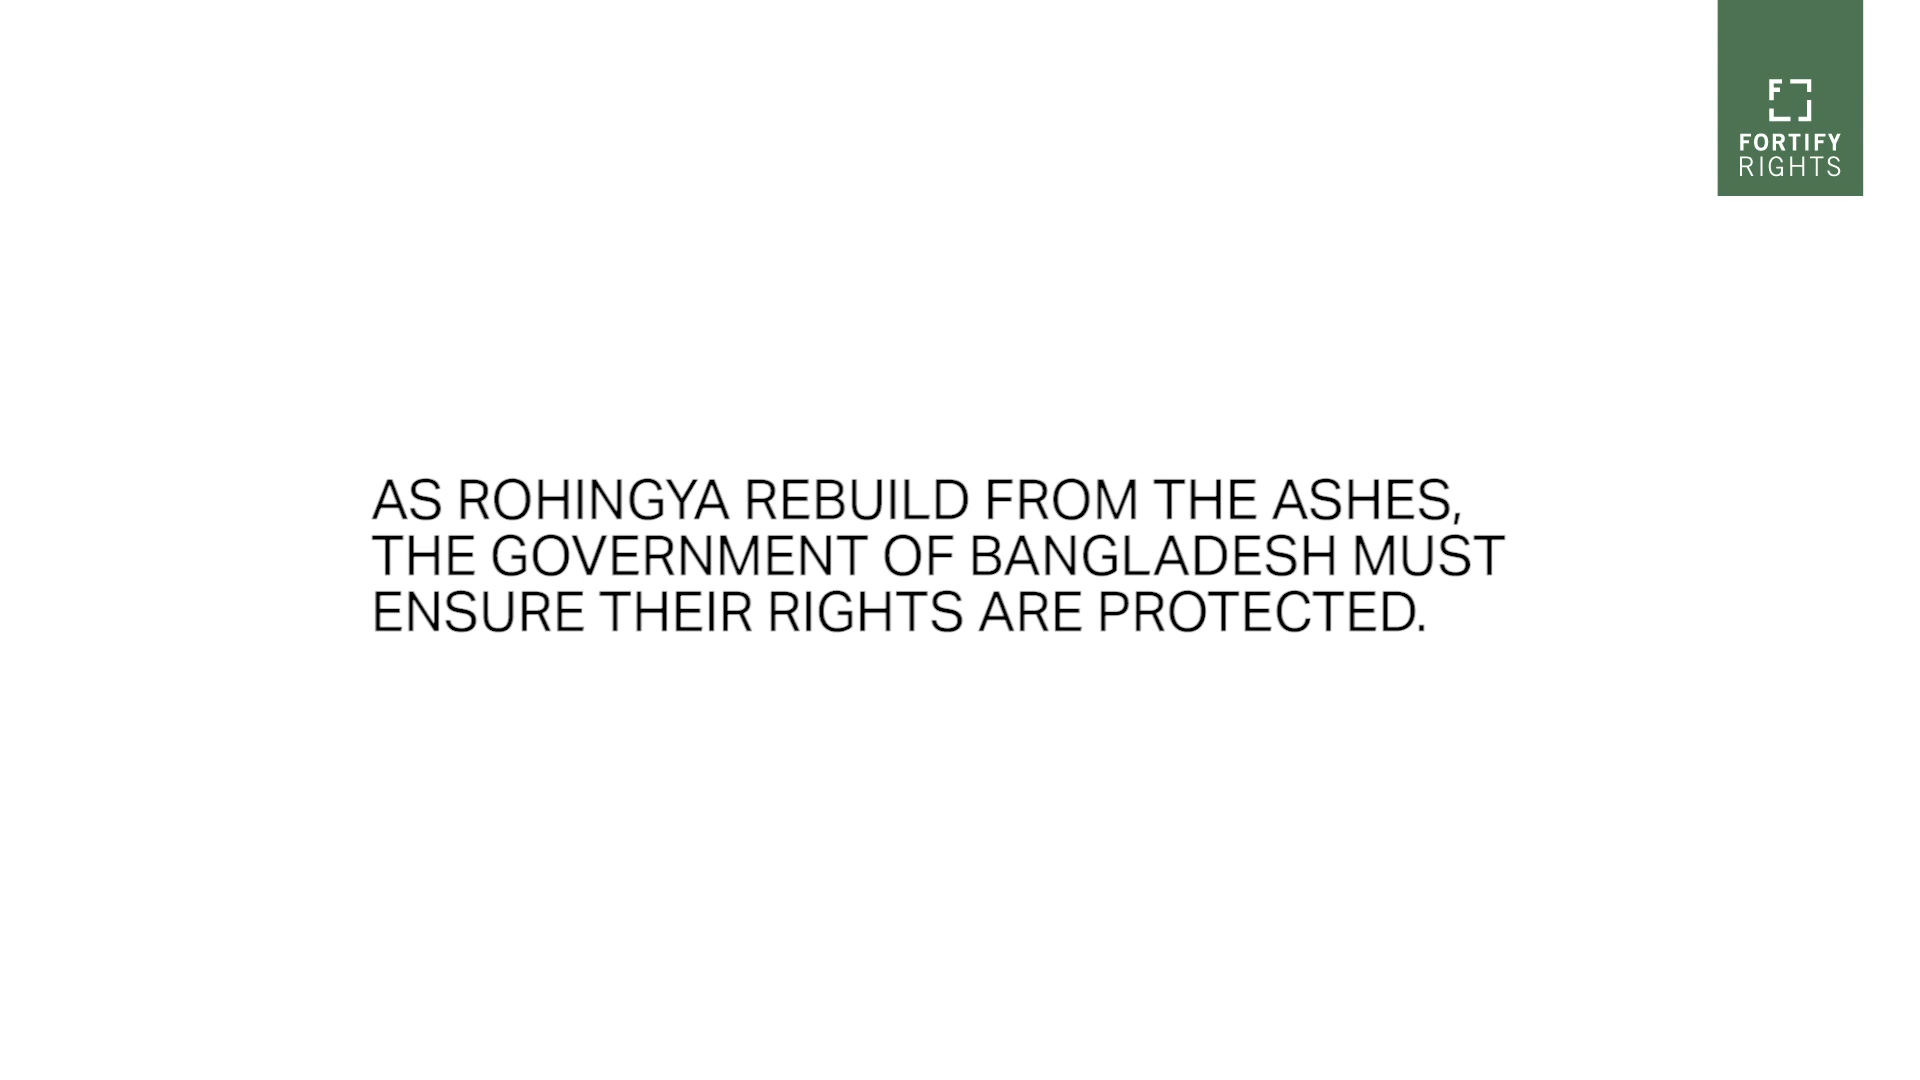 F
FORTIFY
RIGHTS
AS ROHINGYA REBUILD FROM THE ASHES,
THE GOVERNMENT OF BANGLADESH MUST
ENSURE THEIR RIGHTS ARE PROTECTED.